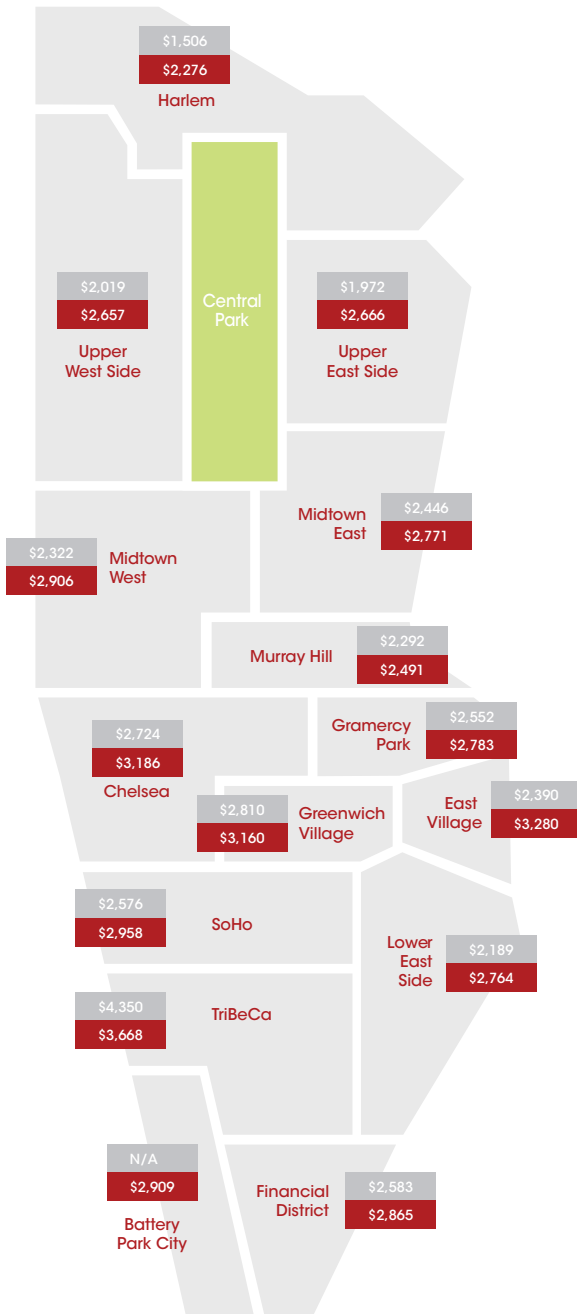 $1,506
$2,276
Harlem
$2,019
$2,657
Upper
West Side
Central
Park
$1,972
$2,666
Upper
East Side
Midtown
East
$2,446
$2,771
$2,322
$2,906
Midtown
West
Murray Hill
$2,292
$2,491
$2,724
$3,186
Chelsea
Gramercy
Park
$2,552
$2,783
$2,810
$3,160
Greenwich
Village
East
Village
$2,390
$3,280
$2,576
$2,958
SoHo
Lower
East
Side
$2,189
$2,764
$4,350
$3,668
TriBeCa
N/A
$2,909
Battery
Park City
Financial
District
$2,583
$2,865